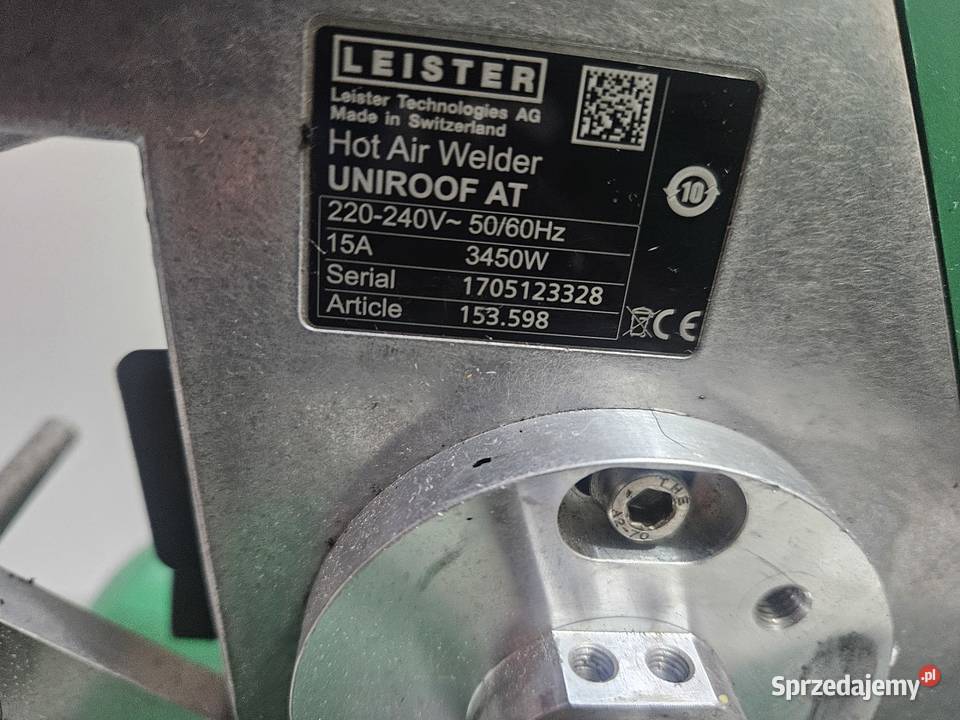 LEISTER
Leister Technologies AG
Made in Switzerland
Hot Air Welder
UNIROOF AT
220-240V~ 50/60Hz
15A 3450W
Serial 1705123328
Article 153.598
10
CE
THE
A2-70
Sprzedajemy.pl